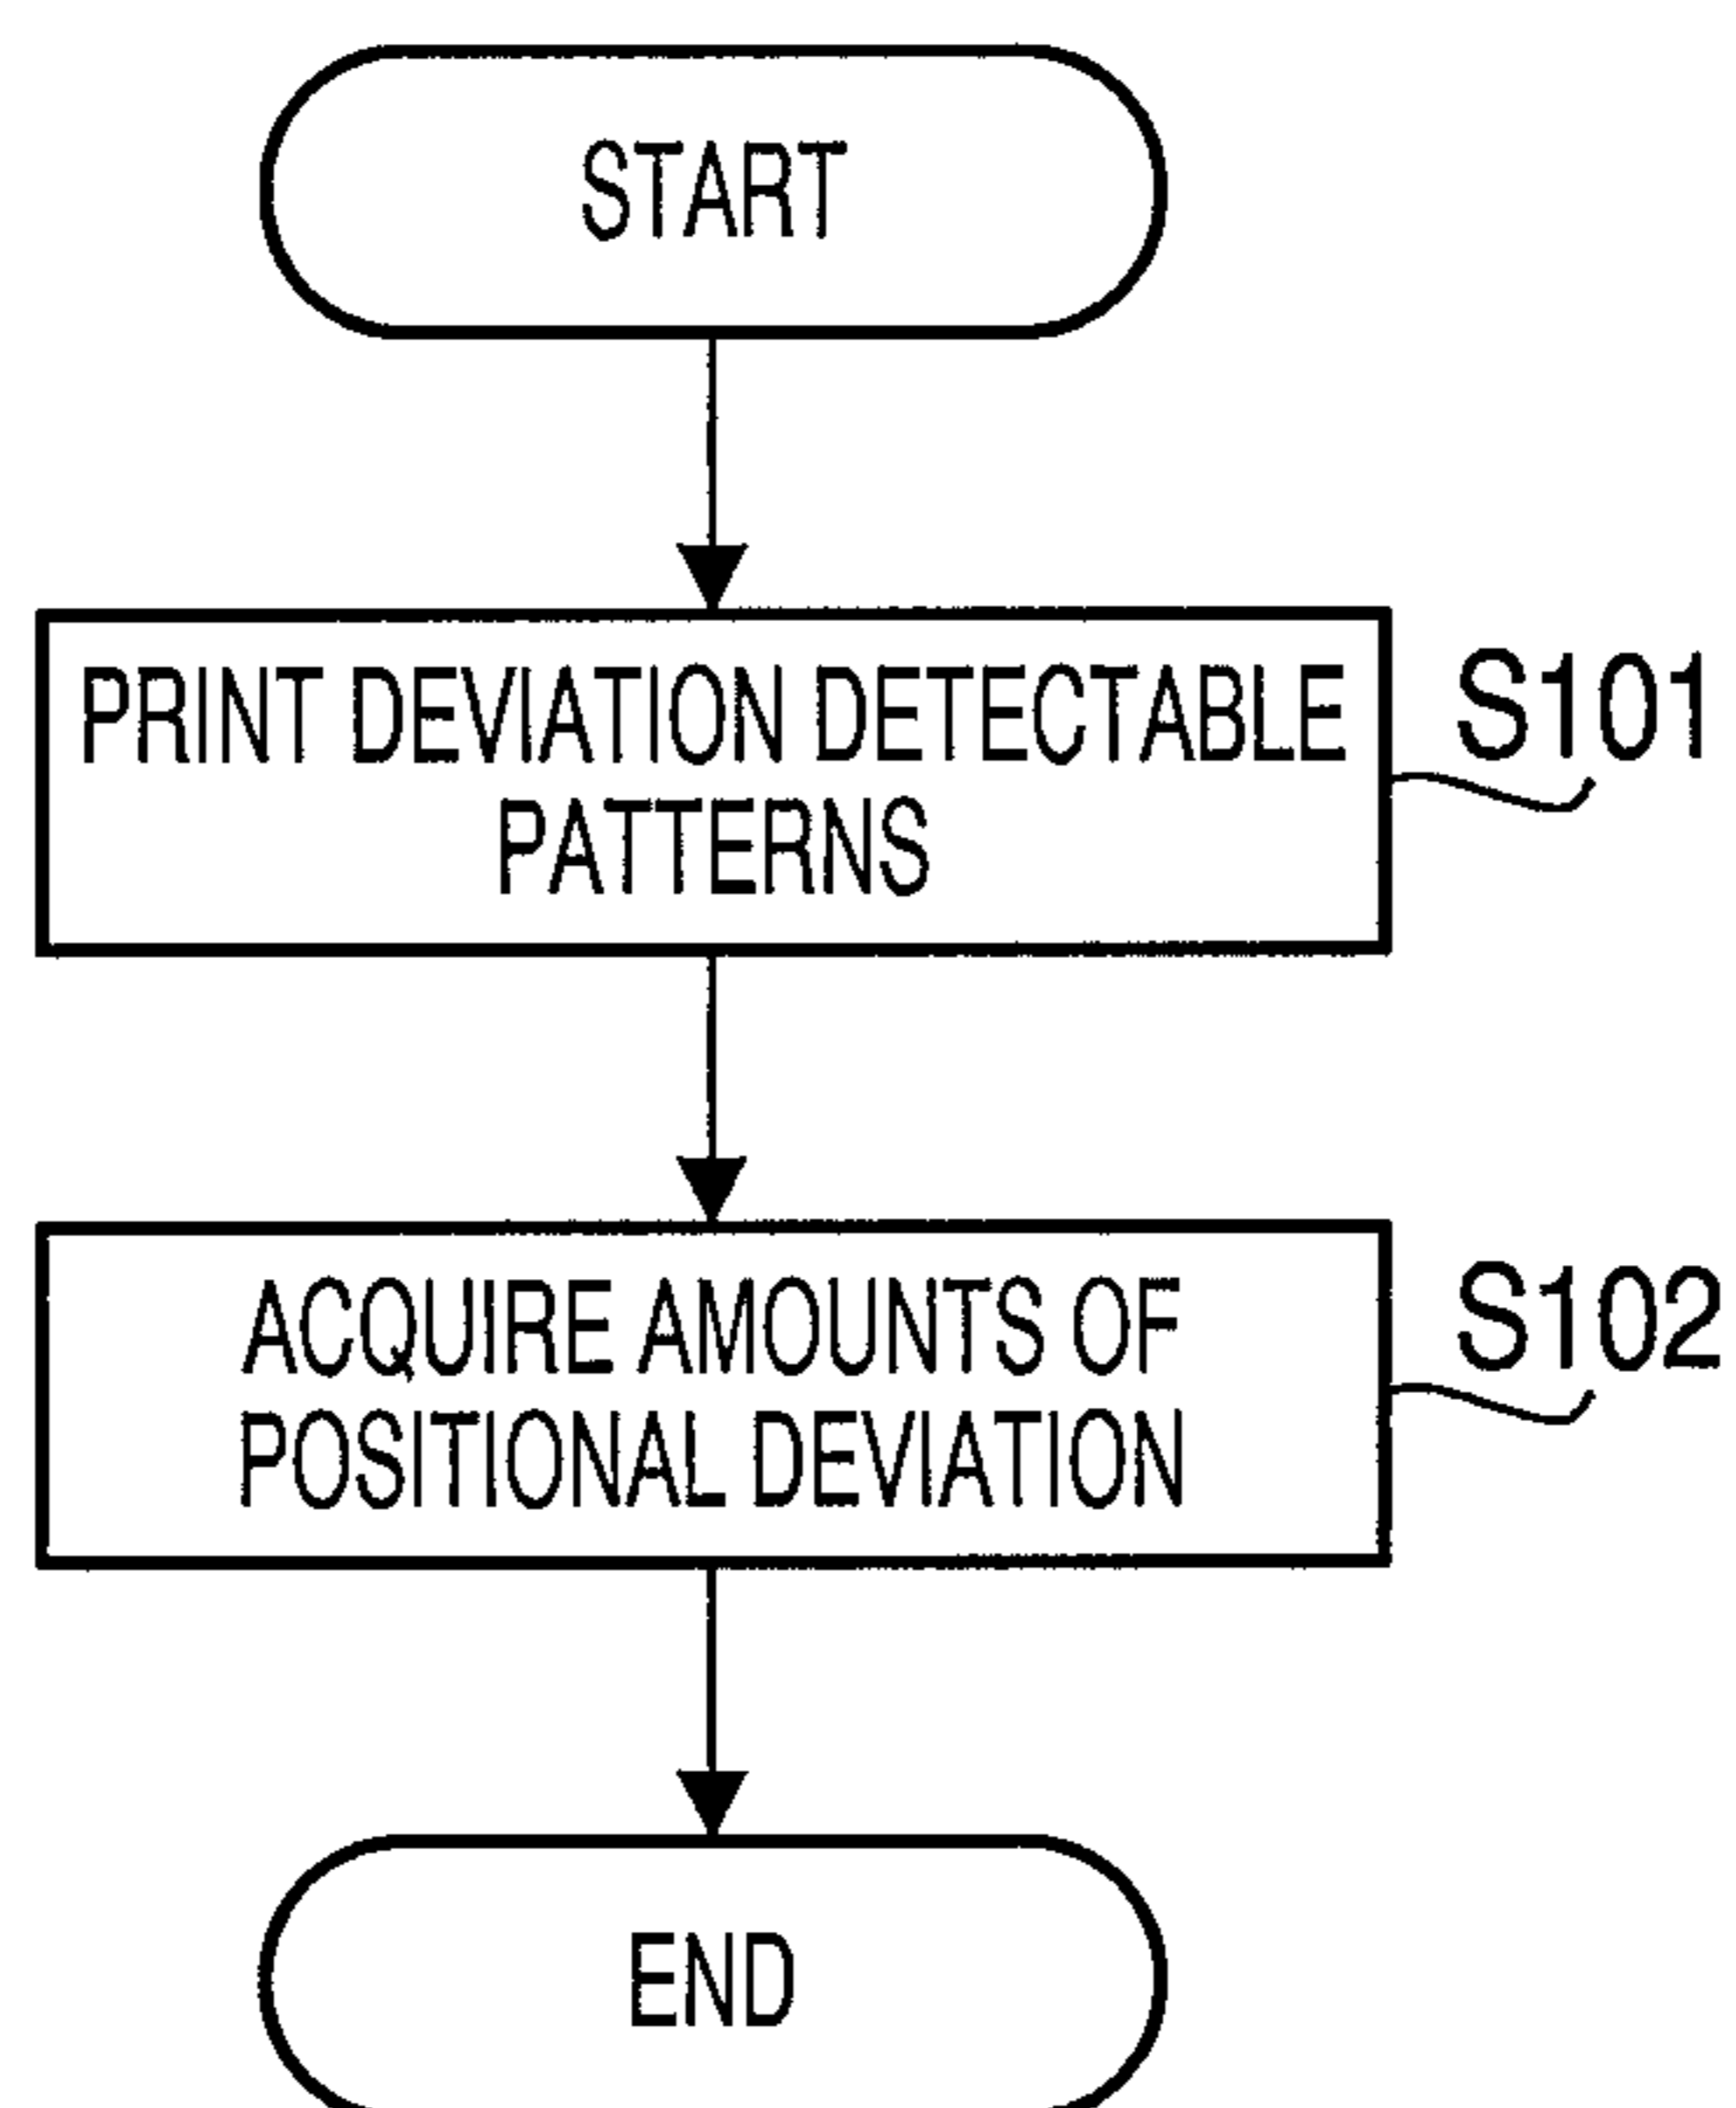 START
PRINT DEVIATION DETECTABLE
PATTERNS
S101
ACQUIRE AMOUNTS OF
POSITIONAL DEVIATION
S102
END